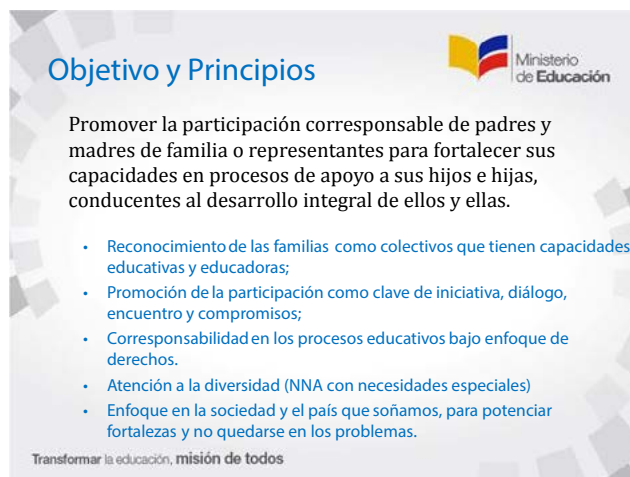 Objetivo y Principios
Ministerio
de Educación
Promover la participación corresponsable de padres y
madres de familia o representantes para fortalecer sus
capacidades en procesos de apoyo a sus hijos e hijas,
conducentes al desarrollo integral de ellos y ellas.
• Reconocimiento de las familias como colectivos que tienen capacidades
educativas y educadoras;
• Promoción de la participación como clave de iniciativa, diálogo,
encuentro y compromisos;
• Corresponsabilidad en los procesos educativos bajo enfoque de
derechos.
• Atención a la diversidad (NNA con necesidades especiales)
• Enfoque en la sociedad y el país que soñamos, para potenciar
fortalezas y no quedarse en los problemas.
Transformar la educación, misión de todos